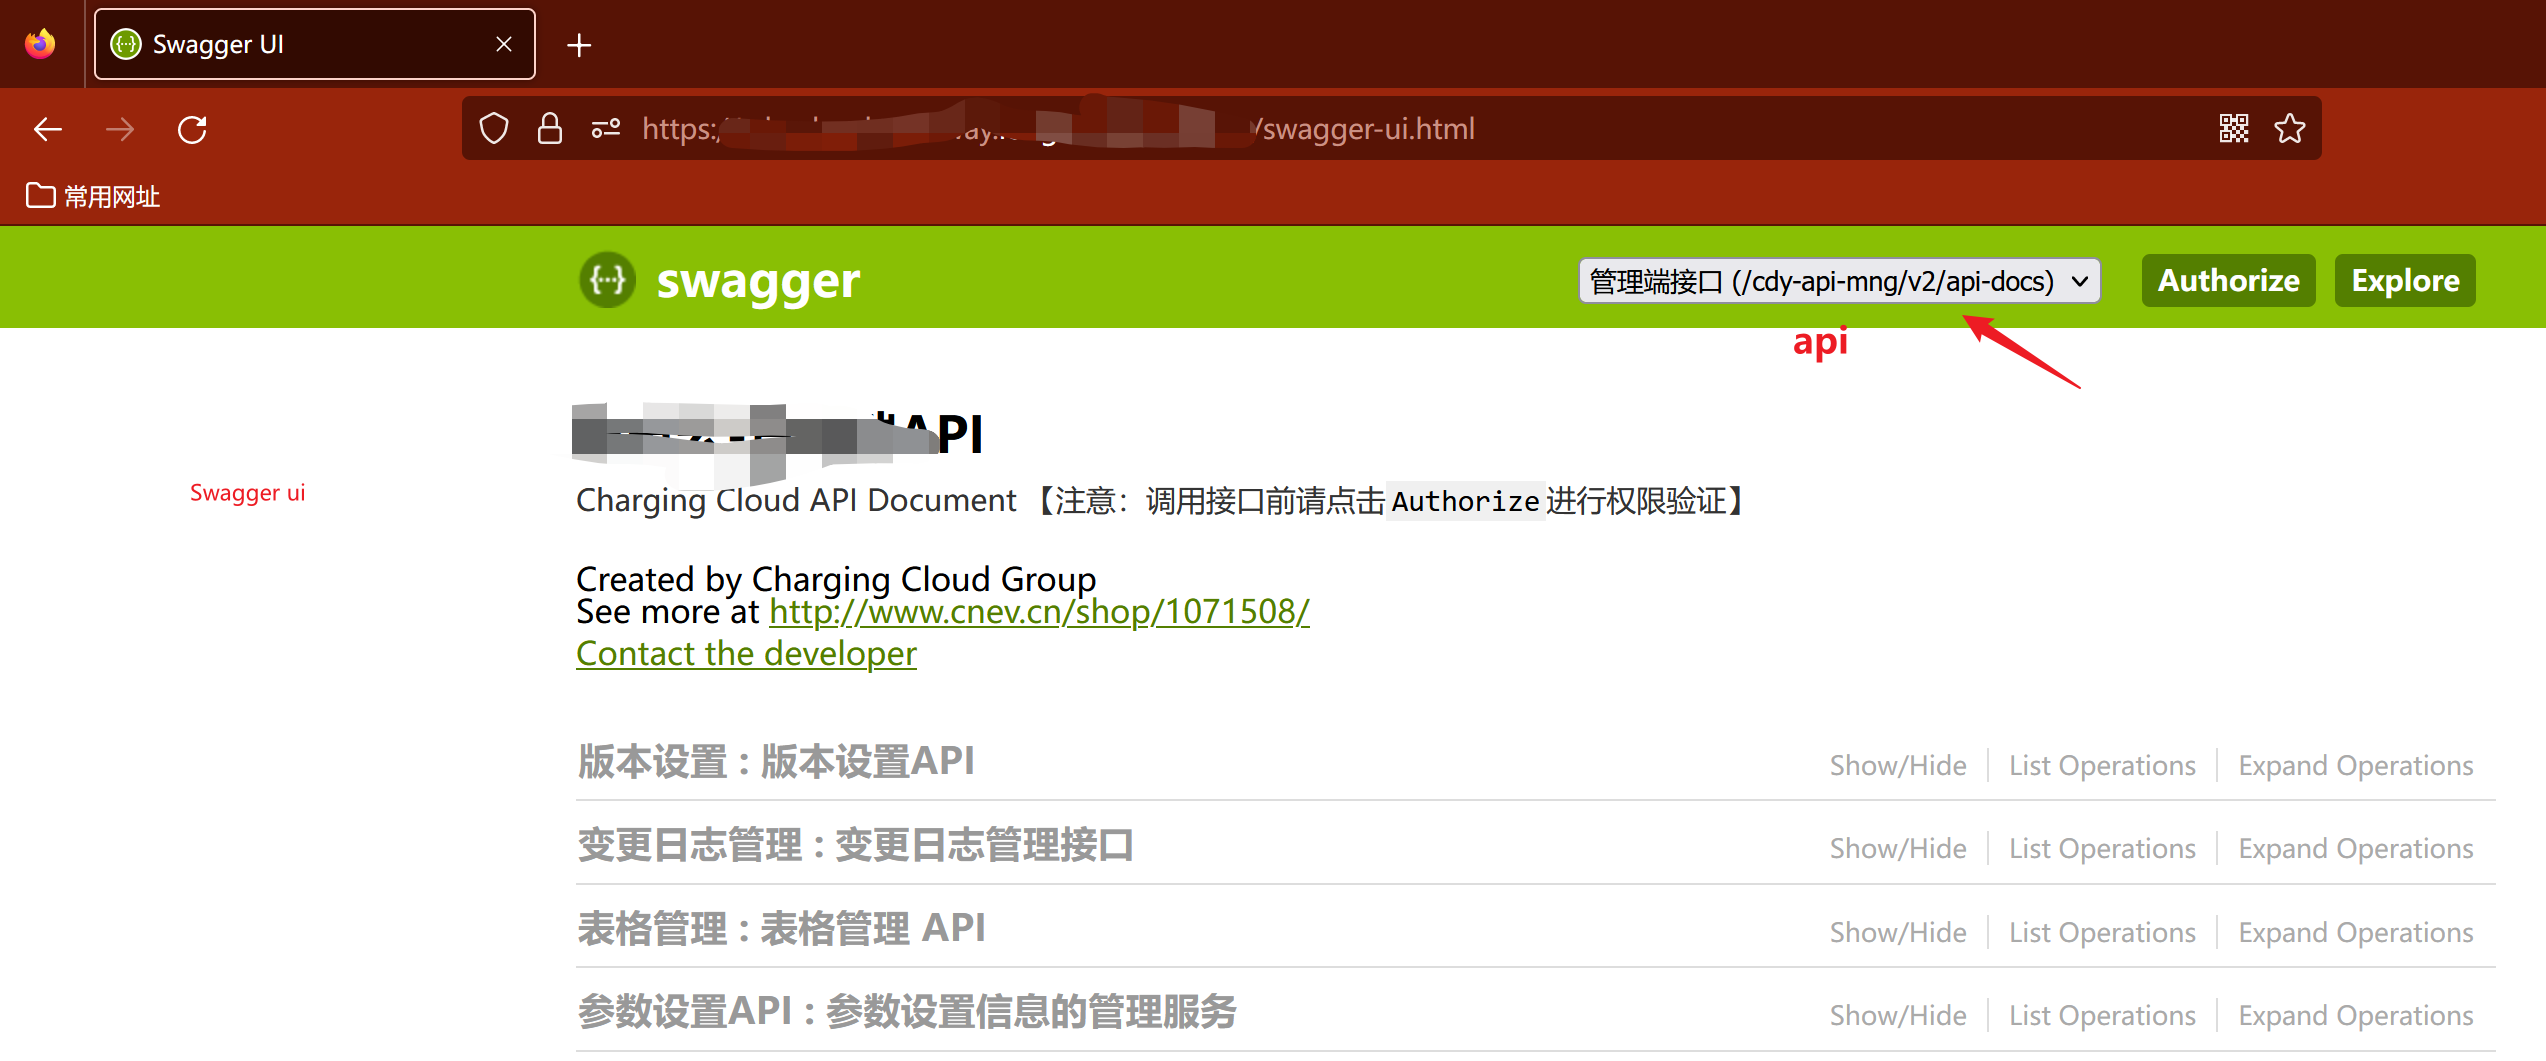 Swagger UI
https:/ /swagger-ui.html
常用网址
swagger
管理端接口 (/cdy-api-mng/v2/api-docs)
Authorize
Explore
api
API
Swagger ui
Charging Cloud API Document 【注意：调用接口前请点击Authorize进行权限验证】
Created by Charging Cloud Group
See more at http://www.cnev.cn/shop/1071508/
Contact the developer
版本设置 : 版本设置API Show/Hide List Operations Expand Operations
变更日志管理 : 变更日志管理接口 Show/Hide List Operations Expand Operations
表格管理 : 表格管理 API Show/Hide List Operations Expand Operations
参数设置API : 参数设置信息的管理服务 Show/Hide List Operations Expand Operations